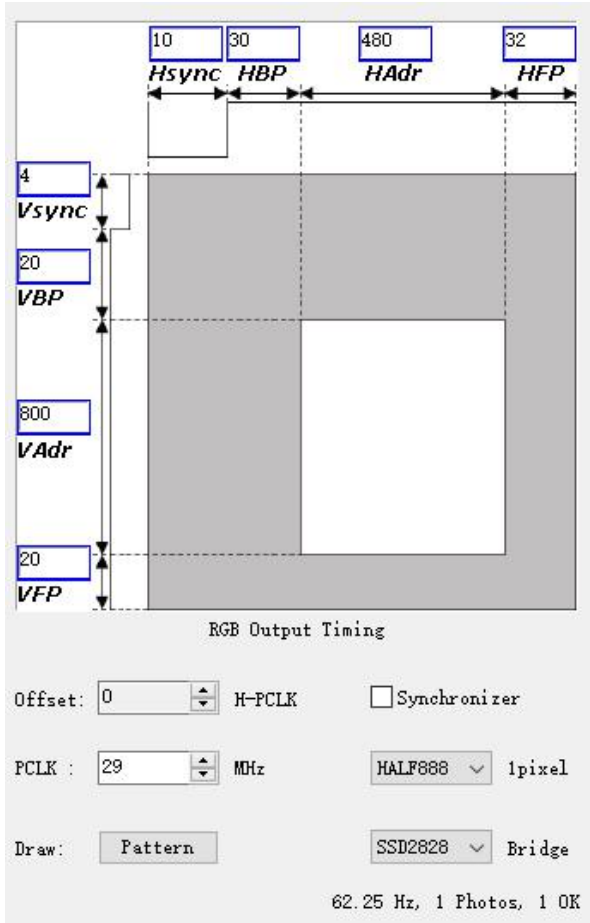 10 30 480 32
Hsync HBP HAdr HFP
4
Vsync
20
VBP
800
VAdr
20
VFP
RGB Output Timing
Offset: 0 H-PCLK Synchronizer
PCLK : 29 MHz HALF888 1pixel
Draw: Pattern SSD2828 Bridge
62.25 Hz, 1 Photos, 1 OK